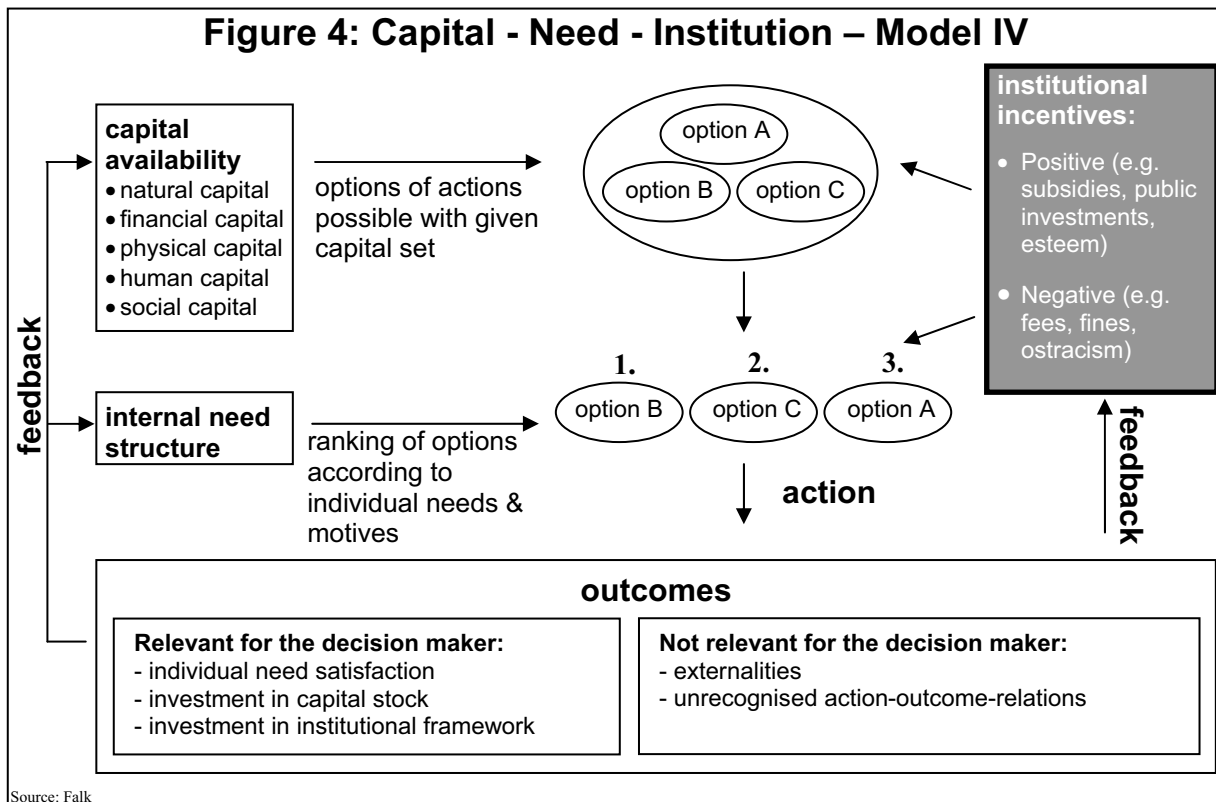 Figure 4: Capital - Need - Institution – Model IV
capital
availability
• natural capital
• financial capital
• physical capital
• human capital
• social capital
options of actions
possible with given
capital set
option A
option B
option C
institutional
incentives:
• Positive (e.g.
subsidies, public
investments,
esteem)
• Negative (e.g.
fees, fines,
ostracism)
feedback
internal need
structure
ranking of options
according to
individual needs &
motives
1.
2.
3.
option B
option C
option A
action
feedback
outcomes
Relevant for the decision maker:
- individual need satisfaction
- investment in capital stock
- investment in institutional framework
Not relevant for the decision maker:
- externalities
- unrecognised action-outcome-relations
Source: Falk